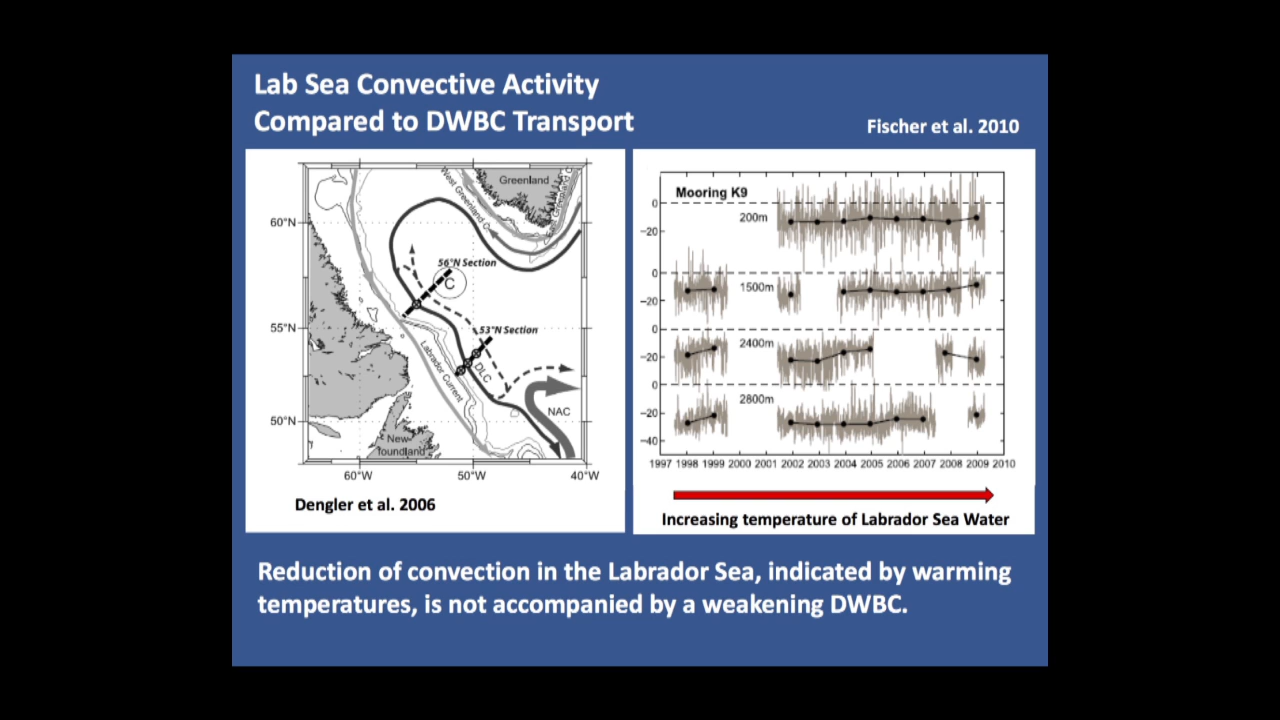 Lab Sea Convective Activity
Compared to DWBC Transport
Fischer et al. 2010
Greenland
West Greenland C
East Greenland C
60°N
56°N Section
C
55°N
53°N Section
DLC
Labrador Current
NAC
50°N
New
foundland
60°W 50°W 40°W
Dengler et al. 2006
Mooring K9
0
200m
−20
0
1500m
−20
0
2400m
−20
0
2800m
−20
−40
1997 1998 1999 2000 2001 2002 2003 2004 2005 2006 2007 2008 2009 2010
Increasing temperature of Labrador Sea Water
Reduction of convection in the Labrador Sea, indicated by warming
temperatures, is not accompanied by a weakening DWBC.